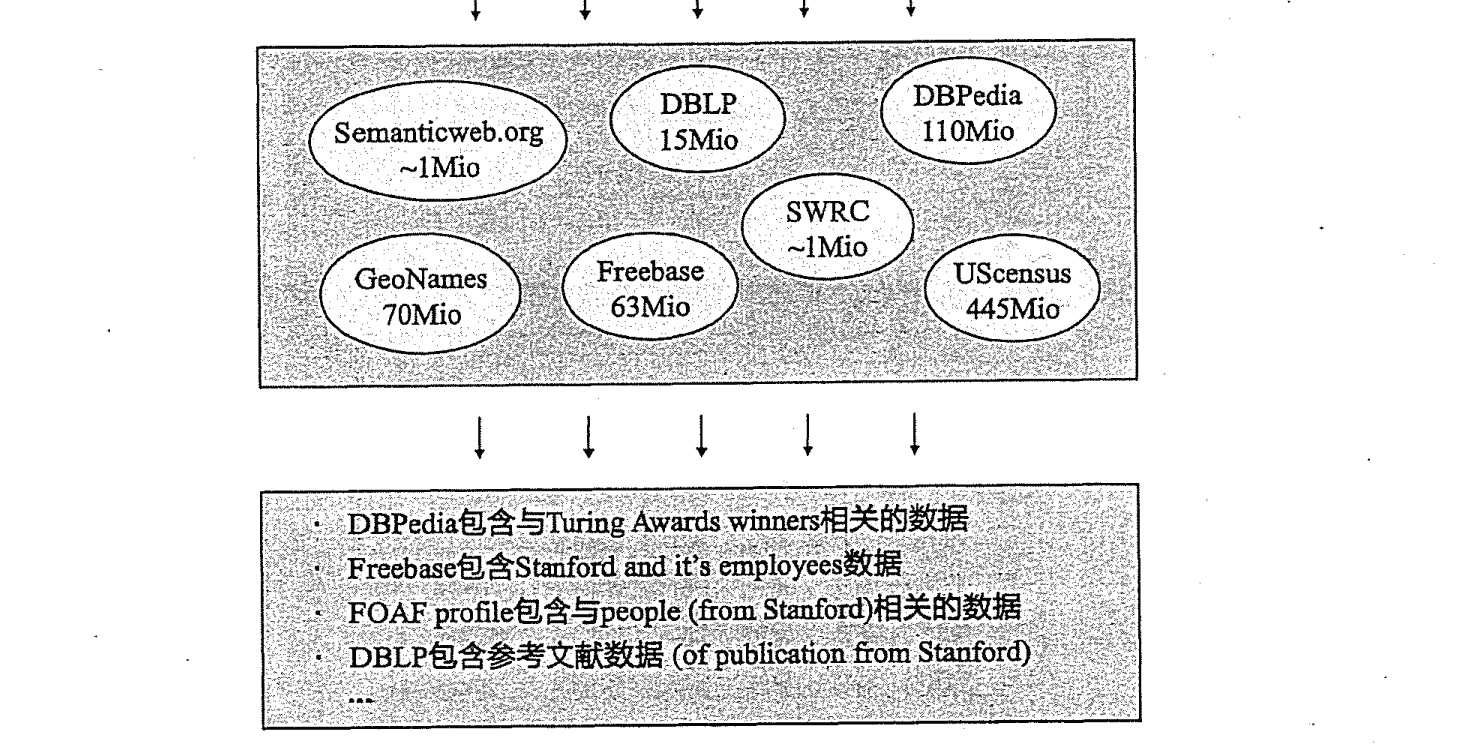 Semanticweb.org
~1Mio
DBLP
15Mio
DBPedia
110Mio
SWRC
~1Mio
GeoNames
70Mio
Freebase
63Mio
UScensus
445Mio
· DBPedia包含与Turing Awards winners相关的数据
· Freebase包含Stanford and it's employees数据
· FOAF profile包含与people (from Stanford)相关的数据
· DBLP包含参考文献数据 (of publication from Stanford)
...